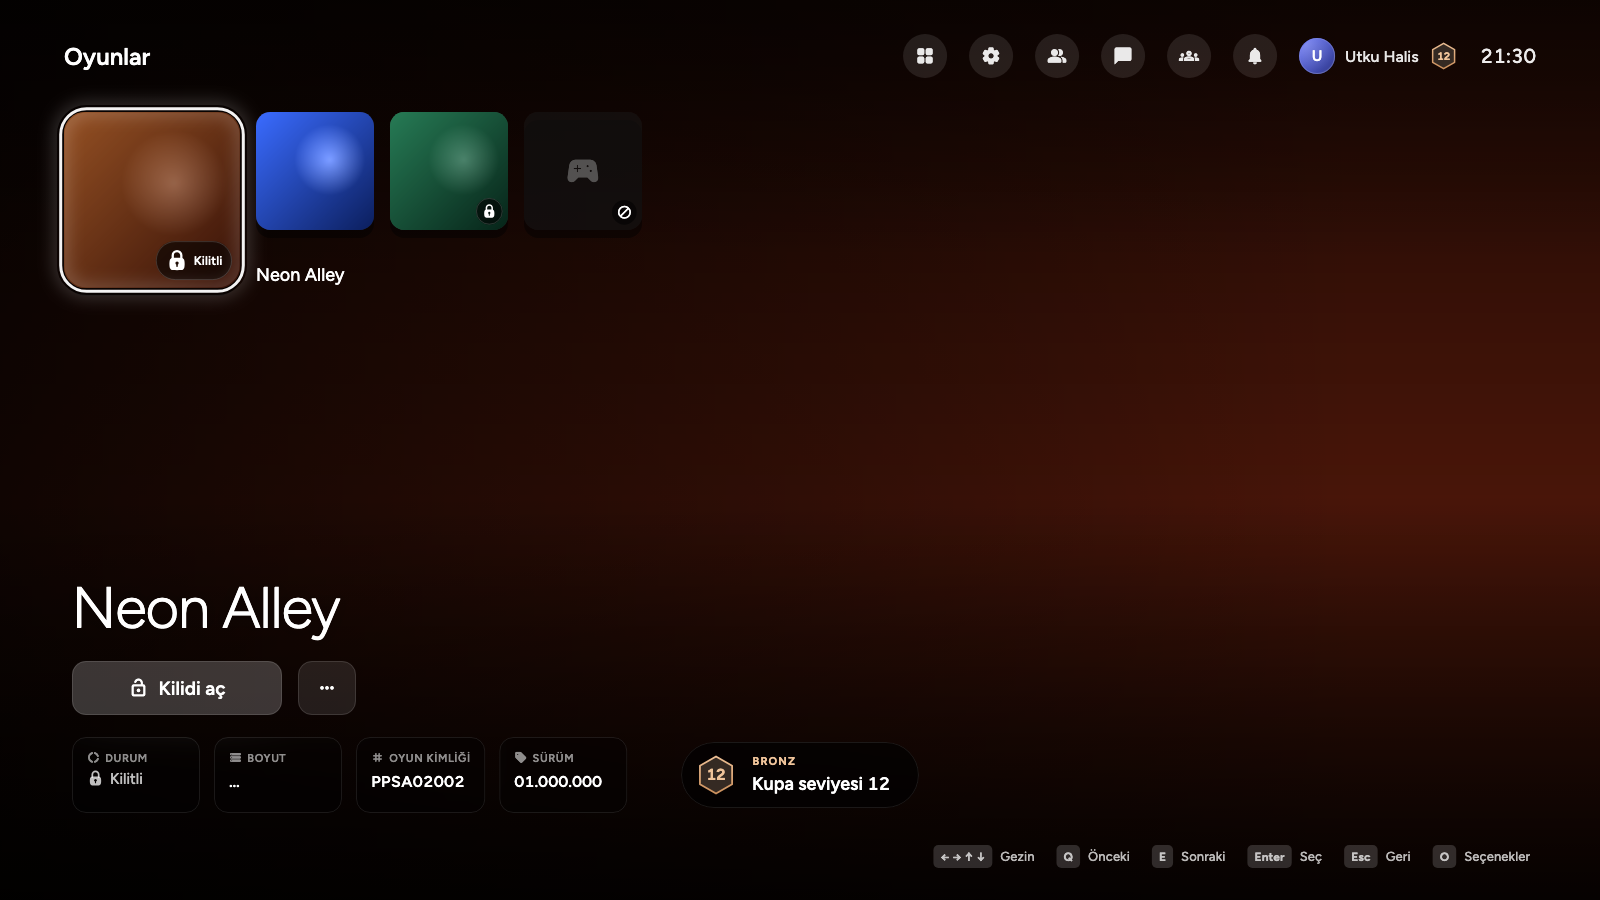 Oyunlar
U Utku Halis 12 21:30
Kilitli
Neon Alley
Neon Alley
Kilidi aç
DURUM
Kilitli
BOYUT
...
OYUN KİMLİĞİ
PPSA02002
SÜRÜM
01.000.000
12
BRONZ
Kupa seviyesi 12
←→↑↓ Gezin Q Önceki E Sonraki Enter Seç Esc Geri O Seçenekler